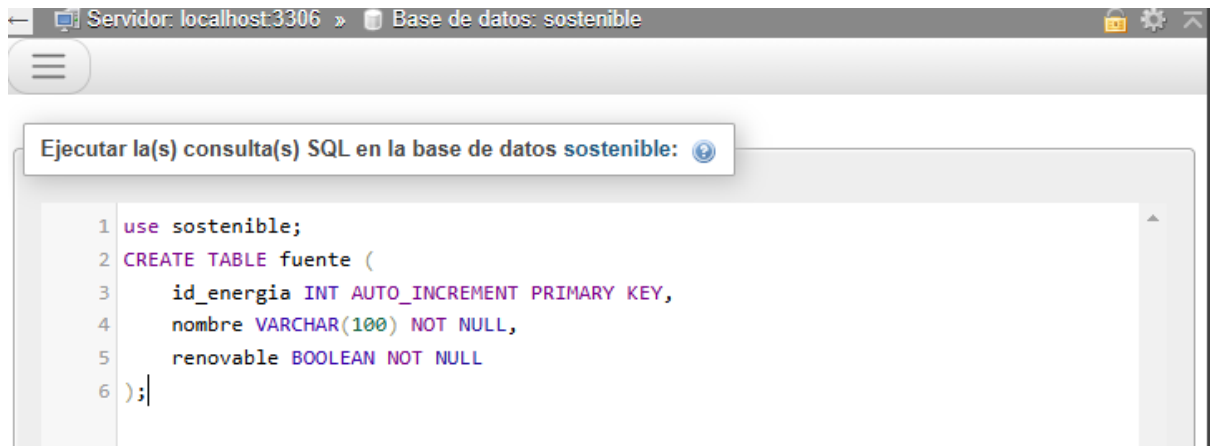 Servidor: localhost:3306 » Base de datos: sostenible
Ejecutar la(s) consulta(s) SQL en la base de datos sostenible:
1 use sostenible;
2 CREATE TABLE fuente (
3 id_energia INT AUTO_INCREMENT PRIMARY KEY,
4 nombre VARCHAR(100) NOT NULL,
5 renovable BOOLEAN NOT NULL
6 );